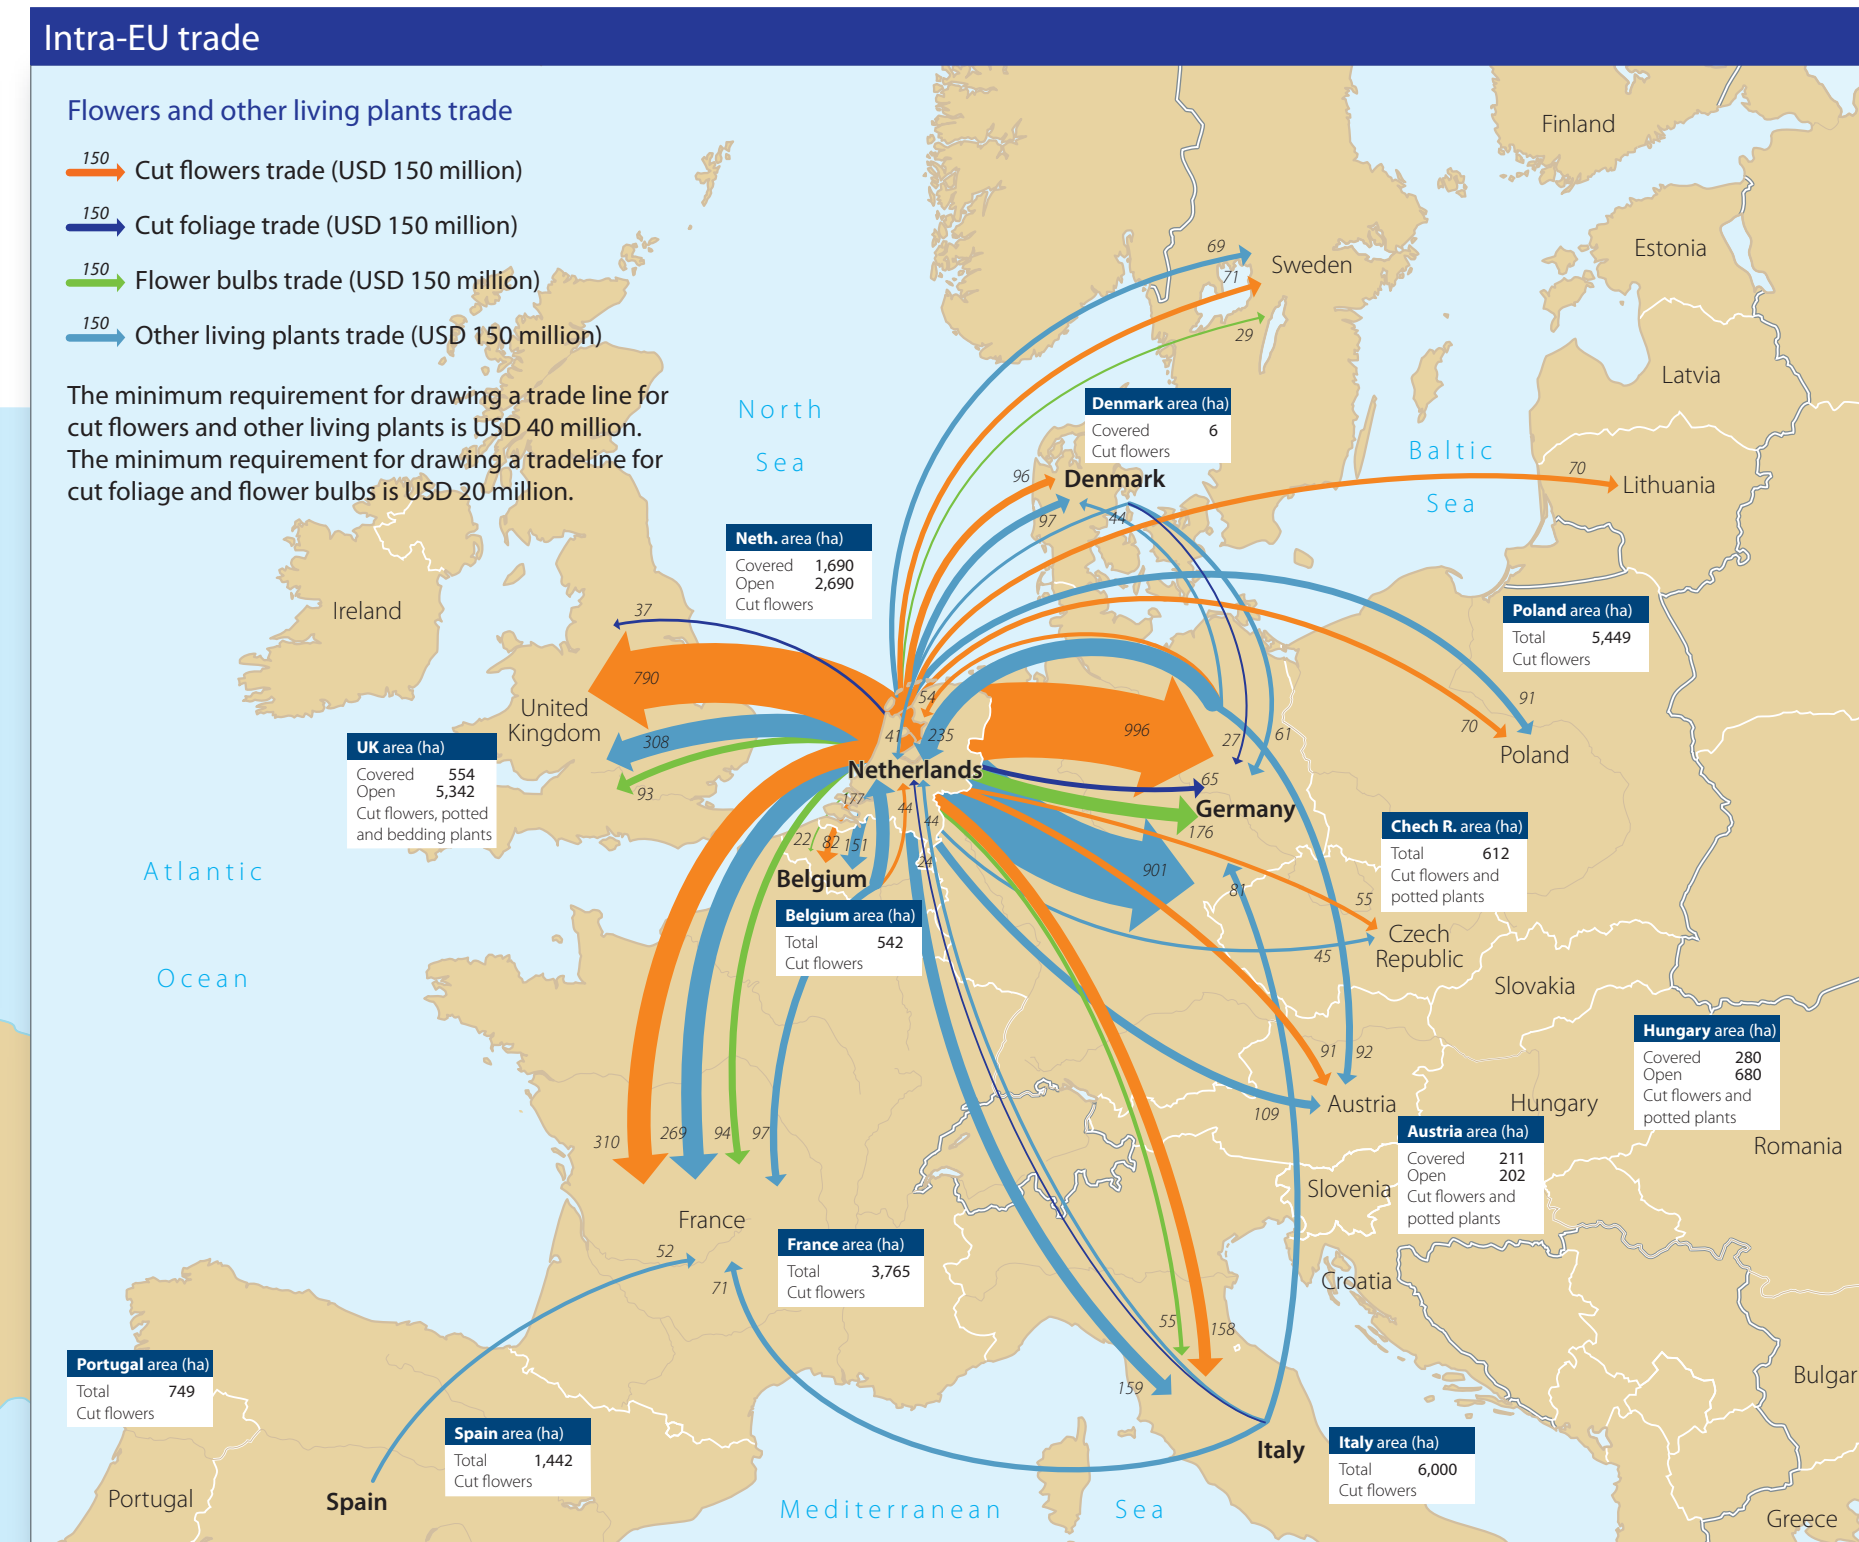 Intra-EU trade
Flowers and other living plants trade
150
Cut flowers trade (USD 150 million)
150
Cut foliage trade (USD 150 million)
150
Flower bulbs trade (USD 150 million)
150
Other living plants trade (USD 150 million)
The minimum requirement for drawing a trade line for
cut flowers and other living plants is USD 40 million.
The minimum requirement for drawing a tradeline for
cut foliage and flower bulbs is USD 20 million.
Finland
Estonia
Sweden
69
71
29
Latvia
Lithuania
70
North
Sea
Baltic
Sea
Denmark area (ha)
Covered 6
Cut flowers
96
Denmark
97
44
Neth. area (ha)
Covered 1,690
Open 2,690
Cut flowers
Ireland
37
790
United
Kingdom
308
93
UK area (ha)
Covered 554
Open 5,342
Cut flowers, potted
and bedding plants
Poland area (ha)
Total 5,449
Cut flowers
91
70
Poland
54
41
235
996
27
61
Netherlands
65
Germany
176
177
44
44
22
82
151
24
901
81
Belgium
Belgium area (ha)
Total 542
Cut flowers
Chech R. area (ha)
Total 612
Cut flowers and
potted plants
55
Czech
Republic
45
Slovakia
Atlantic
Ocean
91
92
109
Austria
Hungary
Hungary area (ha)
Covered 280
Open 680
Cut flowers and
potted plants
Romania
Austria area (ha)
Covered 211
Open 202
Cut flowers and
potted plants
Slovenia
Croatia
310
269
94
97
France
52
71
France area (ha)
Total 3,765
Cut flowers
55
158
159
Bulgar
Portugal area (ha)
Total 749
Cut flowers
Spain area (ha)
Total 1,442
Cut flowers
Italy
Italy area (ha)
Total 6,000
Cut flowers
Portugal
Spain
Mediterranean
Sea
Greece